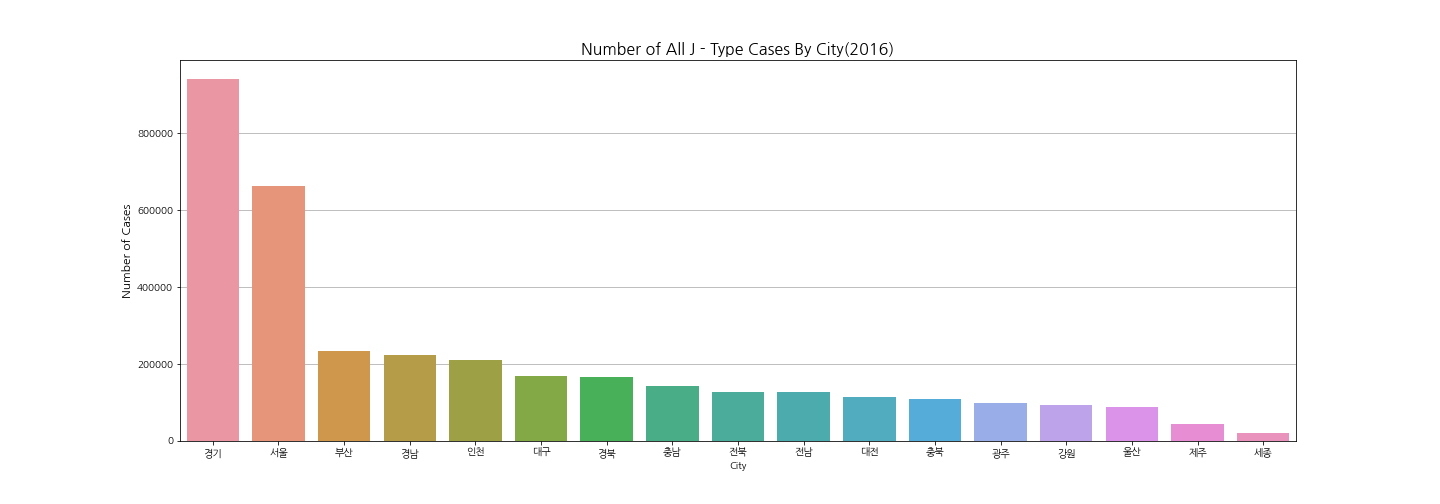 Number of All J - Type Cases By City(2016)
Number of Cases
800000
600000
400000
200000
0
경기 서울 부산 경남 인천 대구 경북 충남 전북 전남 대전 충북 광주 강원 울산 제주 세종
City